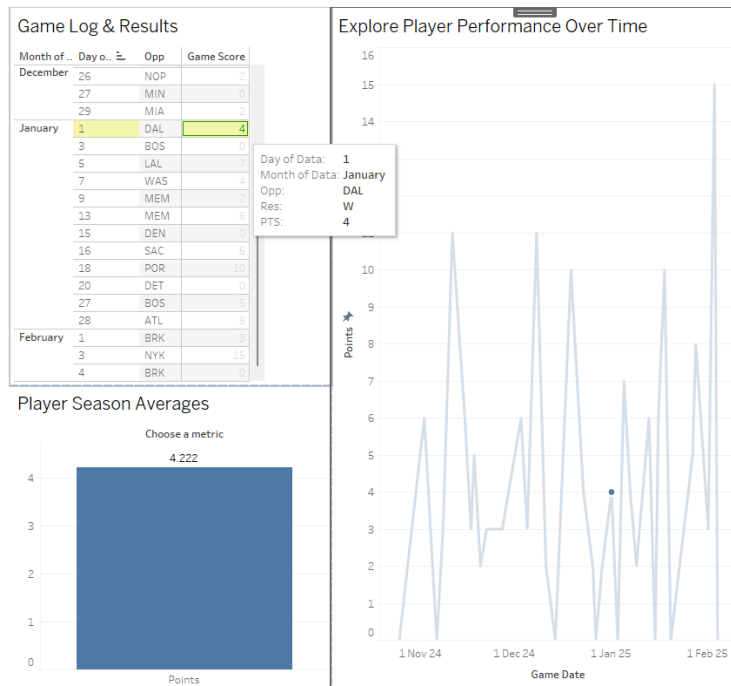 Game Log & Results
Month of .. Day o.. Opp Game Score
December 26 NOP 2
27 MIN 0
29 MIA 2
January 1 DAL 4
3 BOS 0
5 LAL 7
7 WAS 4
9 MEM 2
13 MEM 6
15 DEN 0
16 SAC 6
18 POR 10
20 DET 0
27 BOS 5
28 ATL 8
February 1 BRK 3
3 NYK 15
4 BRK 0
Day of Data: 1
Month of Data: January
Opp: DAL
Res: W
PTS: 4
Player Season Averages
Choose a metric
4.222
4
3
2
1
0
Points
Explore Player Performance Over Time
16
15
14
10
9
8
7
6
5
4
3
2
1
0
Points
1 Nov 24 1 Dec 24 1 Jan 25 1 Feb 25
Game Date